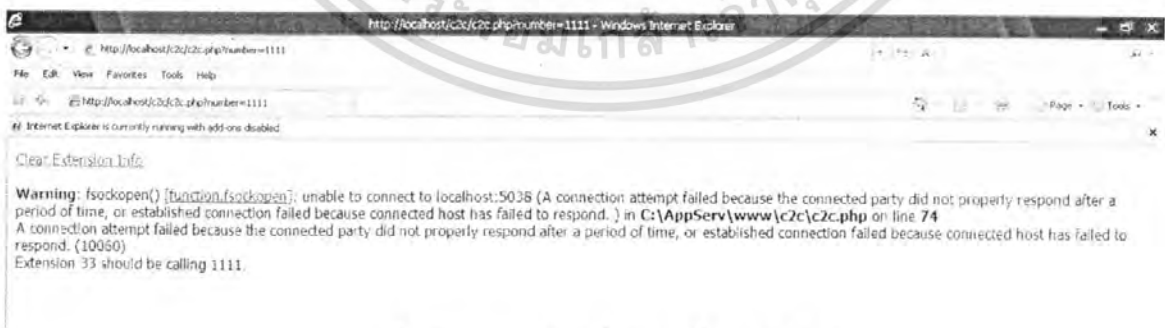 http://localhost/c2c/c2c.php?number=1111 - Windows Internet Explorer
http://localhost/c2c/c2c.php?number=1111
File Edit View Favorites Tools Help
http://localhost/c2c/c2c.php?number=1111
Page Tools
Internet Explorer is currently running with add-ons disabled
Clear Extension Info
Warning: fsockopen() [function.fsockopen]: unable to connect to localhost:5038 (A connection attempt failed because the connected party did not properly respond after a
period of time, or established connection failed because connected host has failed to respond. ) in C:\AppServ\www\c2c\c2c.php on line 74
A connection attempt failed because the connected party did not properly respond after a period of time, or established connection failed because connected host has failed to
respond. (10060)
Extension 33 should be calling 1111.